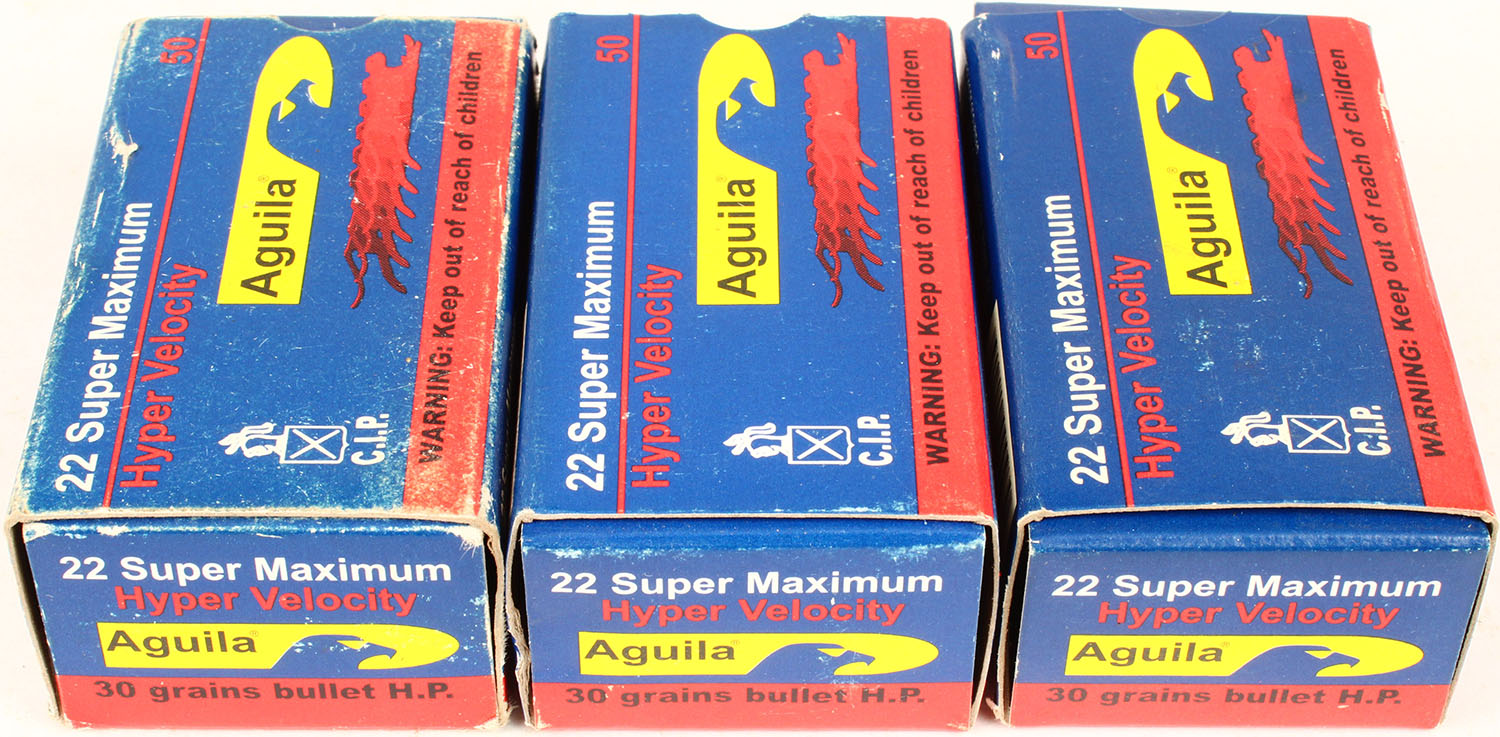 50
22 Super Maximum
Hyper Velocity
Aguila®
C.I.P.
WARNING: Keep out of reach of children
22 Super Maximum
Hyper Velocity
Aguila®
30 grains bullet H.P.
50
22 Super Maximum
Hyper Velocity
Aguila®
C.I.P.
WARNING: Keep out of reach of children
22 Super Maximum
Hyper Velocity
Aguila®
30 grains bullet H.P.
50
22 Super Maximum
Hyper Velocity
Aguila®
C.I.P.
WARNING: Keep out of reach of children
22 Super Maximum
Hyper Velocity
Aguila®
30 grains bullet H.P.